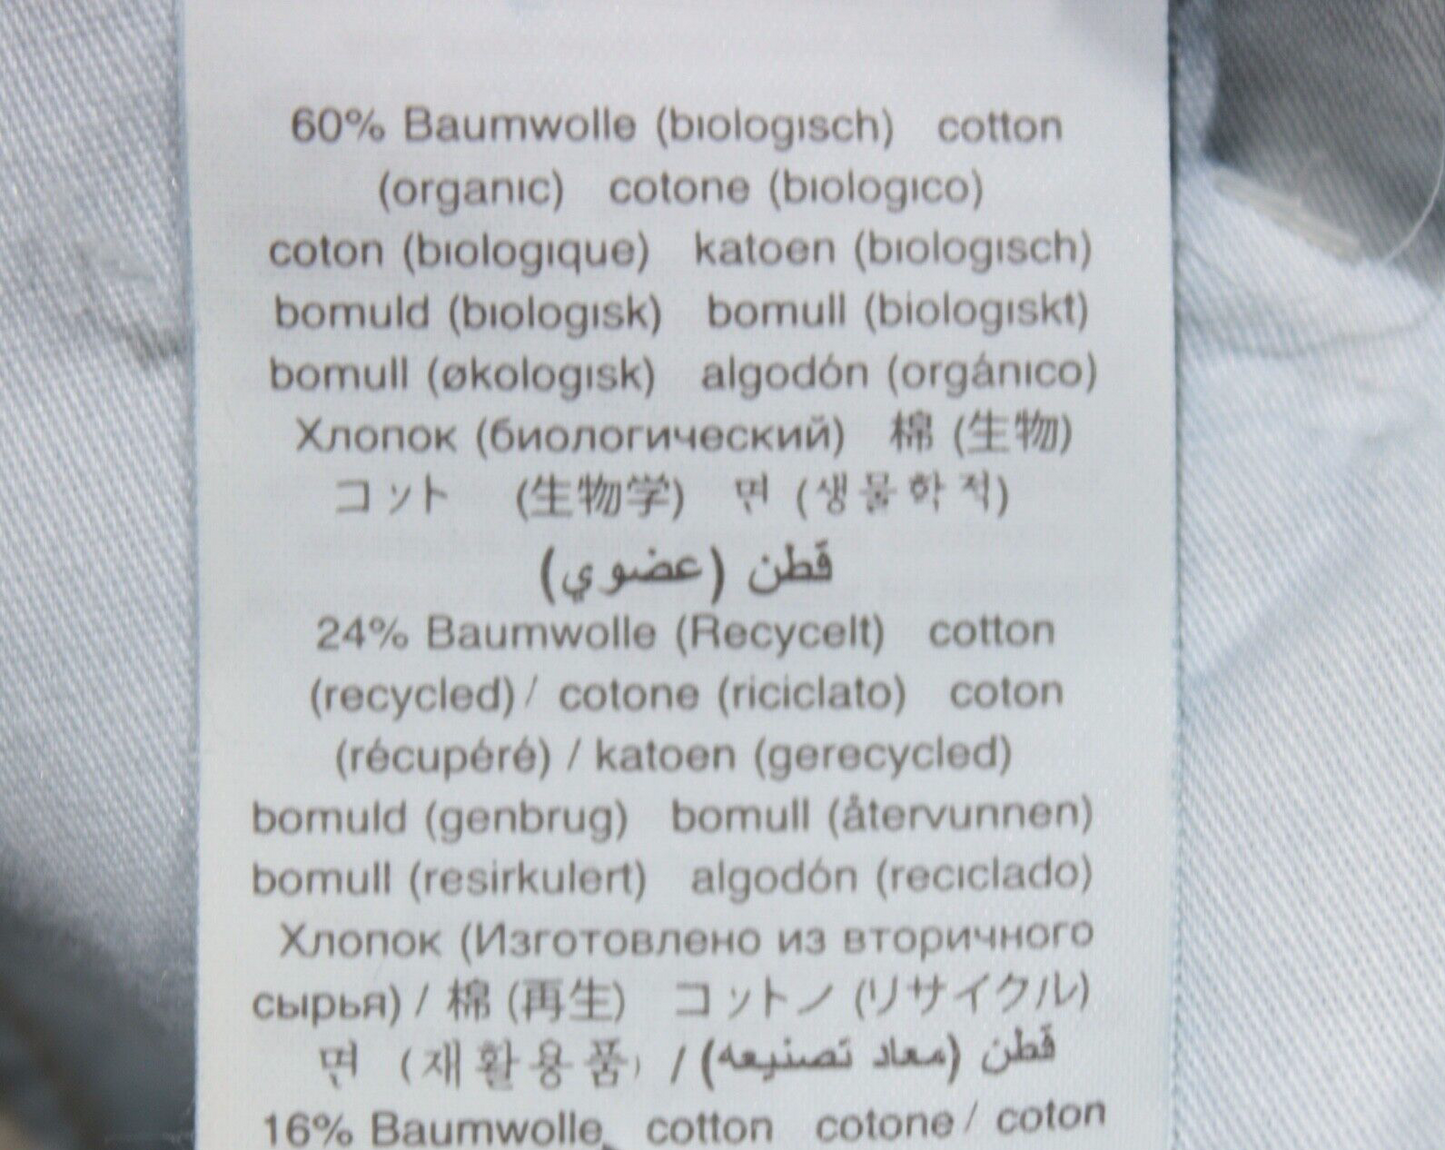 60% Baumwolle (biologisch) cotton
(organic) cotone (biologico)
coton (biologique) katoen (biologisch)
bomuld (biologisk) bomull (biologiskt)
bomull (økologisk) algodón (orgánico)
Хлопок (биологический) 棉 (生物)
コット (生物学) 면 (생물학적)
قطن (عضوي)
24% Baumwolle (Recycelt) cotton
(recycled) / cotone (riciclato) coton
(récupéré) / katoen (gerecycled)
bomuld (genbrug) bomull (återvunnen)
bomull (resirkulert) algodón (reciclado)
Хлопок (Изготовлено из вторичного
сырья) / 棉 (再生) コットノ (リサイクル)
면 (재활용품) / قطن (معاد تصنيعه)
16% Baumwolle cotton cotone / coton